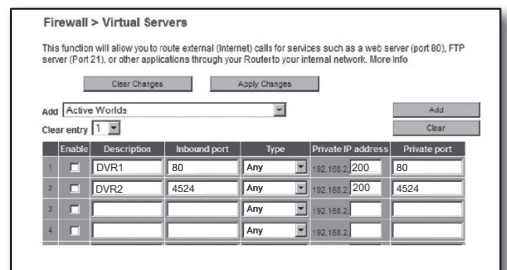 Firewall > Virtual Servers
This function will allow you to route external (Internet) calls for services such as a web server (port 80), FTP
server (Port 21), or other applications through your Router to your internal network. More Info
Clear Changes Apply Changes
Add Active Worlds Add
Clear entry 1 Clear
Enable Description Inbound port Type Private IP address Private port
1 DVR1 80 Any 192.168.2. 200 80
2 DVR2 4524 Any 192.168.2. 200 4524
3 Any 192.168.2.
4 Any 192.168.2.